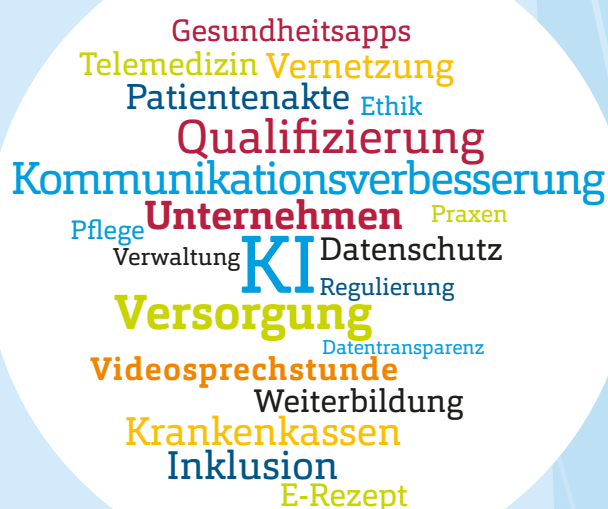 Gesundheitsapps
Telemedizin Vernetzung
Patientenakte Ethik
Qualifizierung
Kommunikationsverbesserung
Pflege Unternehmen Praxen
Verwaltung KI Datenschutz
Regulierung
Versorgung
Datentransparenz
Videosprechstunde
Weiterbildung
Krankenkassen
Inklusion
E-Rezept